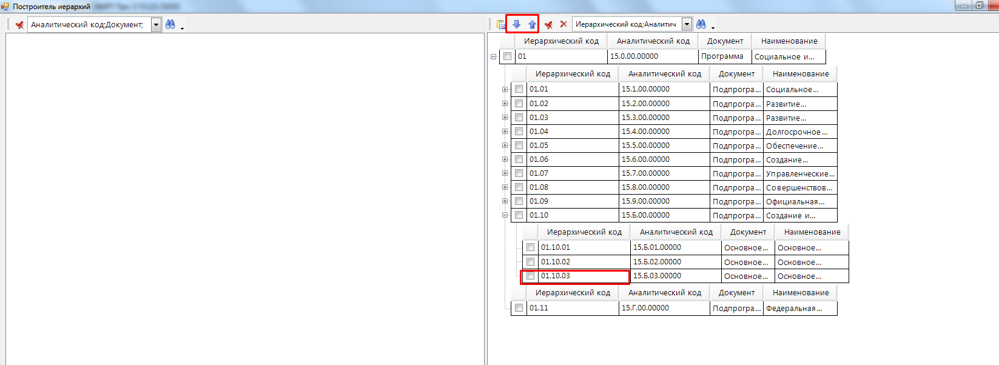 Построитель иерархий
Аналитический код;Документ;
Иерархический код;Аналитич
Иерархический код Аналитический код Документ Наименование
01 15.0.00.00000 Программа Социальное и...
Иерархический код Аналитический код Документ Наименование
01.01 15.1.00.00000 Подпрогра... Социальное...
01.02 15.2.00.00000 Подпрогра... Развитие...
01.03 15.3.00.00000 Подпрогра... Развитие...
01.04 15.4.00.00000 Подпрогра... Долгосрочное...
01.05 15.5.00.00000 Подпрогра... Обеспечение...
01.06 15.6.00.00000 Подпрогра... Создание...
01.07 15.7.00.00000 Подпрогра... Управленческие...
01.08 15.8.00.00000 Подпрогра... Совершенствов...
01.09 15.9.00.00000 Подпрогра... Официальная...
01.10 15.Б.00.00000 Подпрогра... Создание и...
Иерархический код Аналитический код Документ Наименование
01.10.01 15.Б.01.00000 Основное... Основное...
01.10.02 15.Б.02.00000 Основное... Основное...
01.10.03 15.Б.03.00000 Основное... Основное...
Иерархический код Аналитический код Документ Наименование
01.11 15.Г.00.00000 Подпрогра... Федеральная...